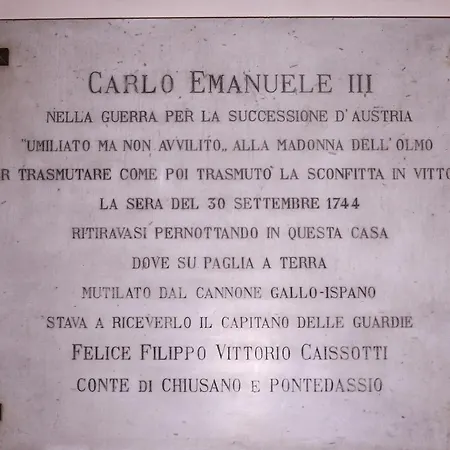 CARLO EMANUELE III
NELLA GUERRA PER LA SUCCESSIONE D'AUSTRIA
"UMILIATO MA NON AVVILITO,, ALLA MADONNA DELL'OLMO
TRASMUTARE COME POI TRASMUTÒ LA SCONFITTA IN
LA SERA DEL 30 SETTEMBRE 1744
RITIRAVASI PERNOTTANDO IN QUESTA CASA
DOVE SU PAGLIA A TERRA
MUTILATO DAL CANNONE GALLO-ISPANO
STAVA A RICEVERLO IL CAPITANO DELLE GUARDIE
FELICE FILIPPO VITTORIO CAISSOTTI
CONTE DI CHIUSANO E PONTEDASSIO